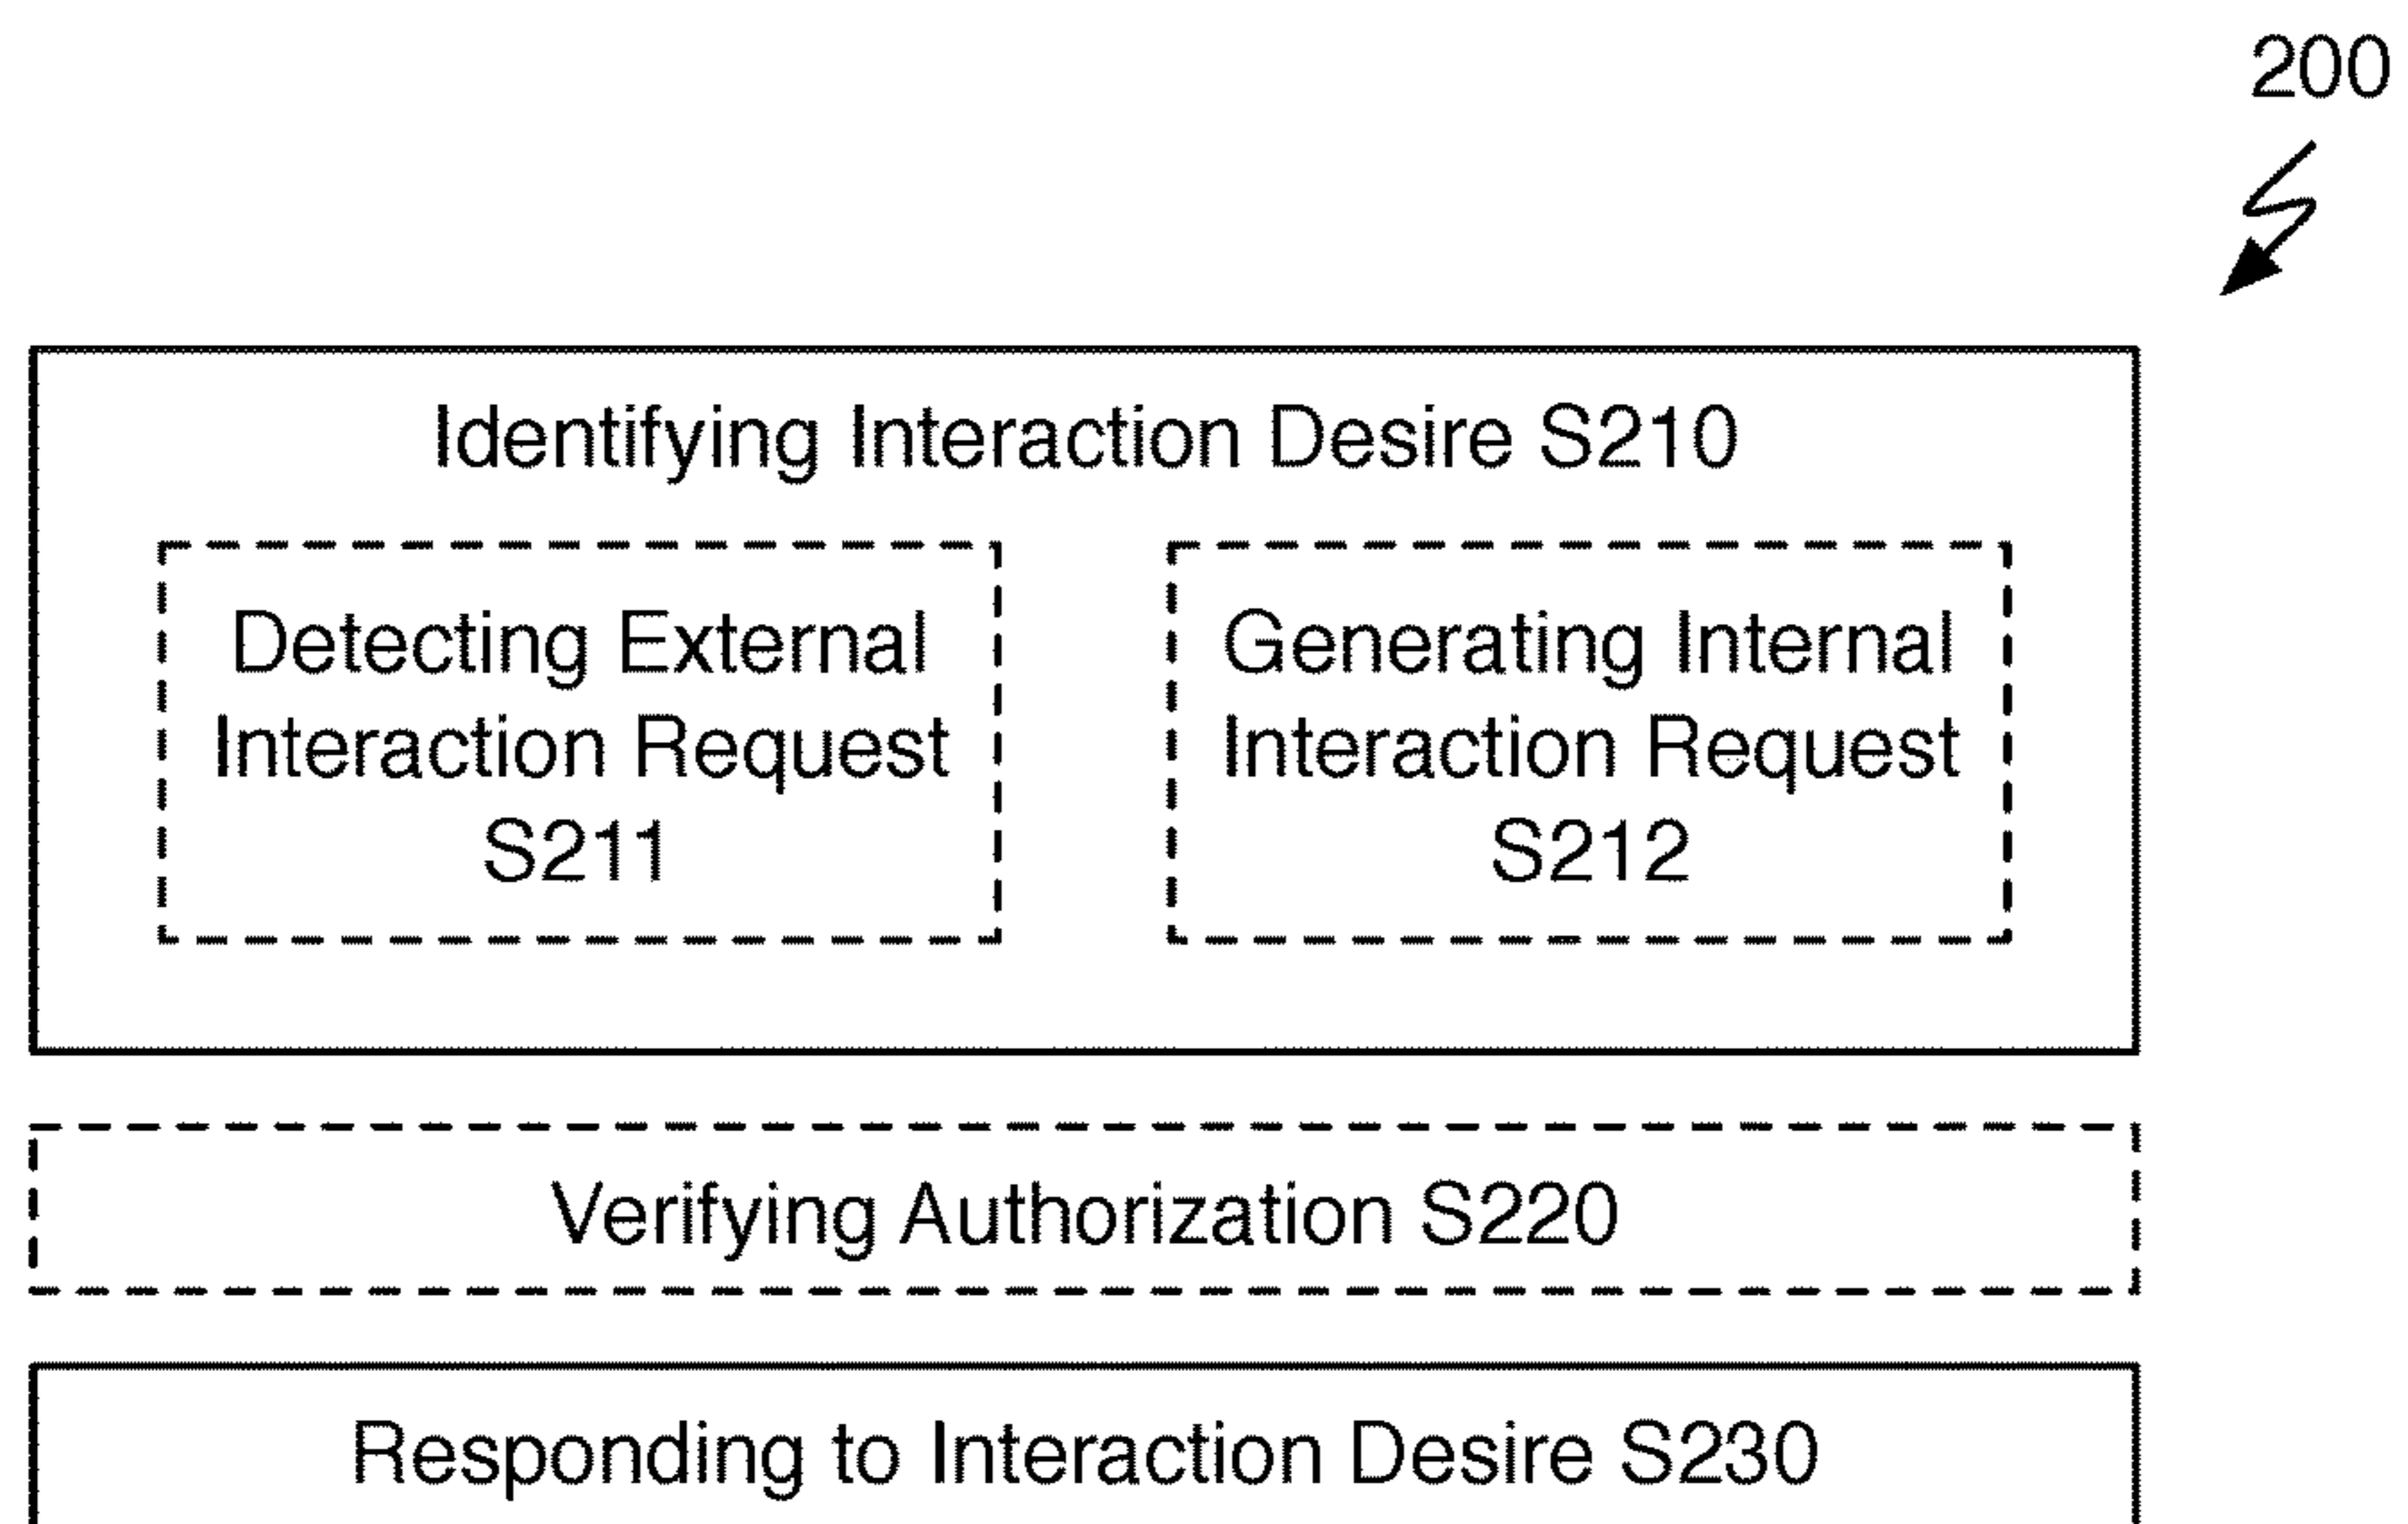 200
Identifying Interaction Desire S210
Detecting External
Interaction Request
S211
Generating Internal
Interaction Request
S212
Verifying Authorization S220
Responding to Interaction Desire S230